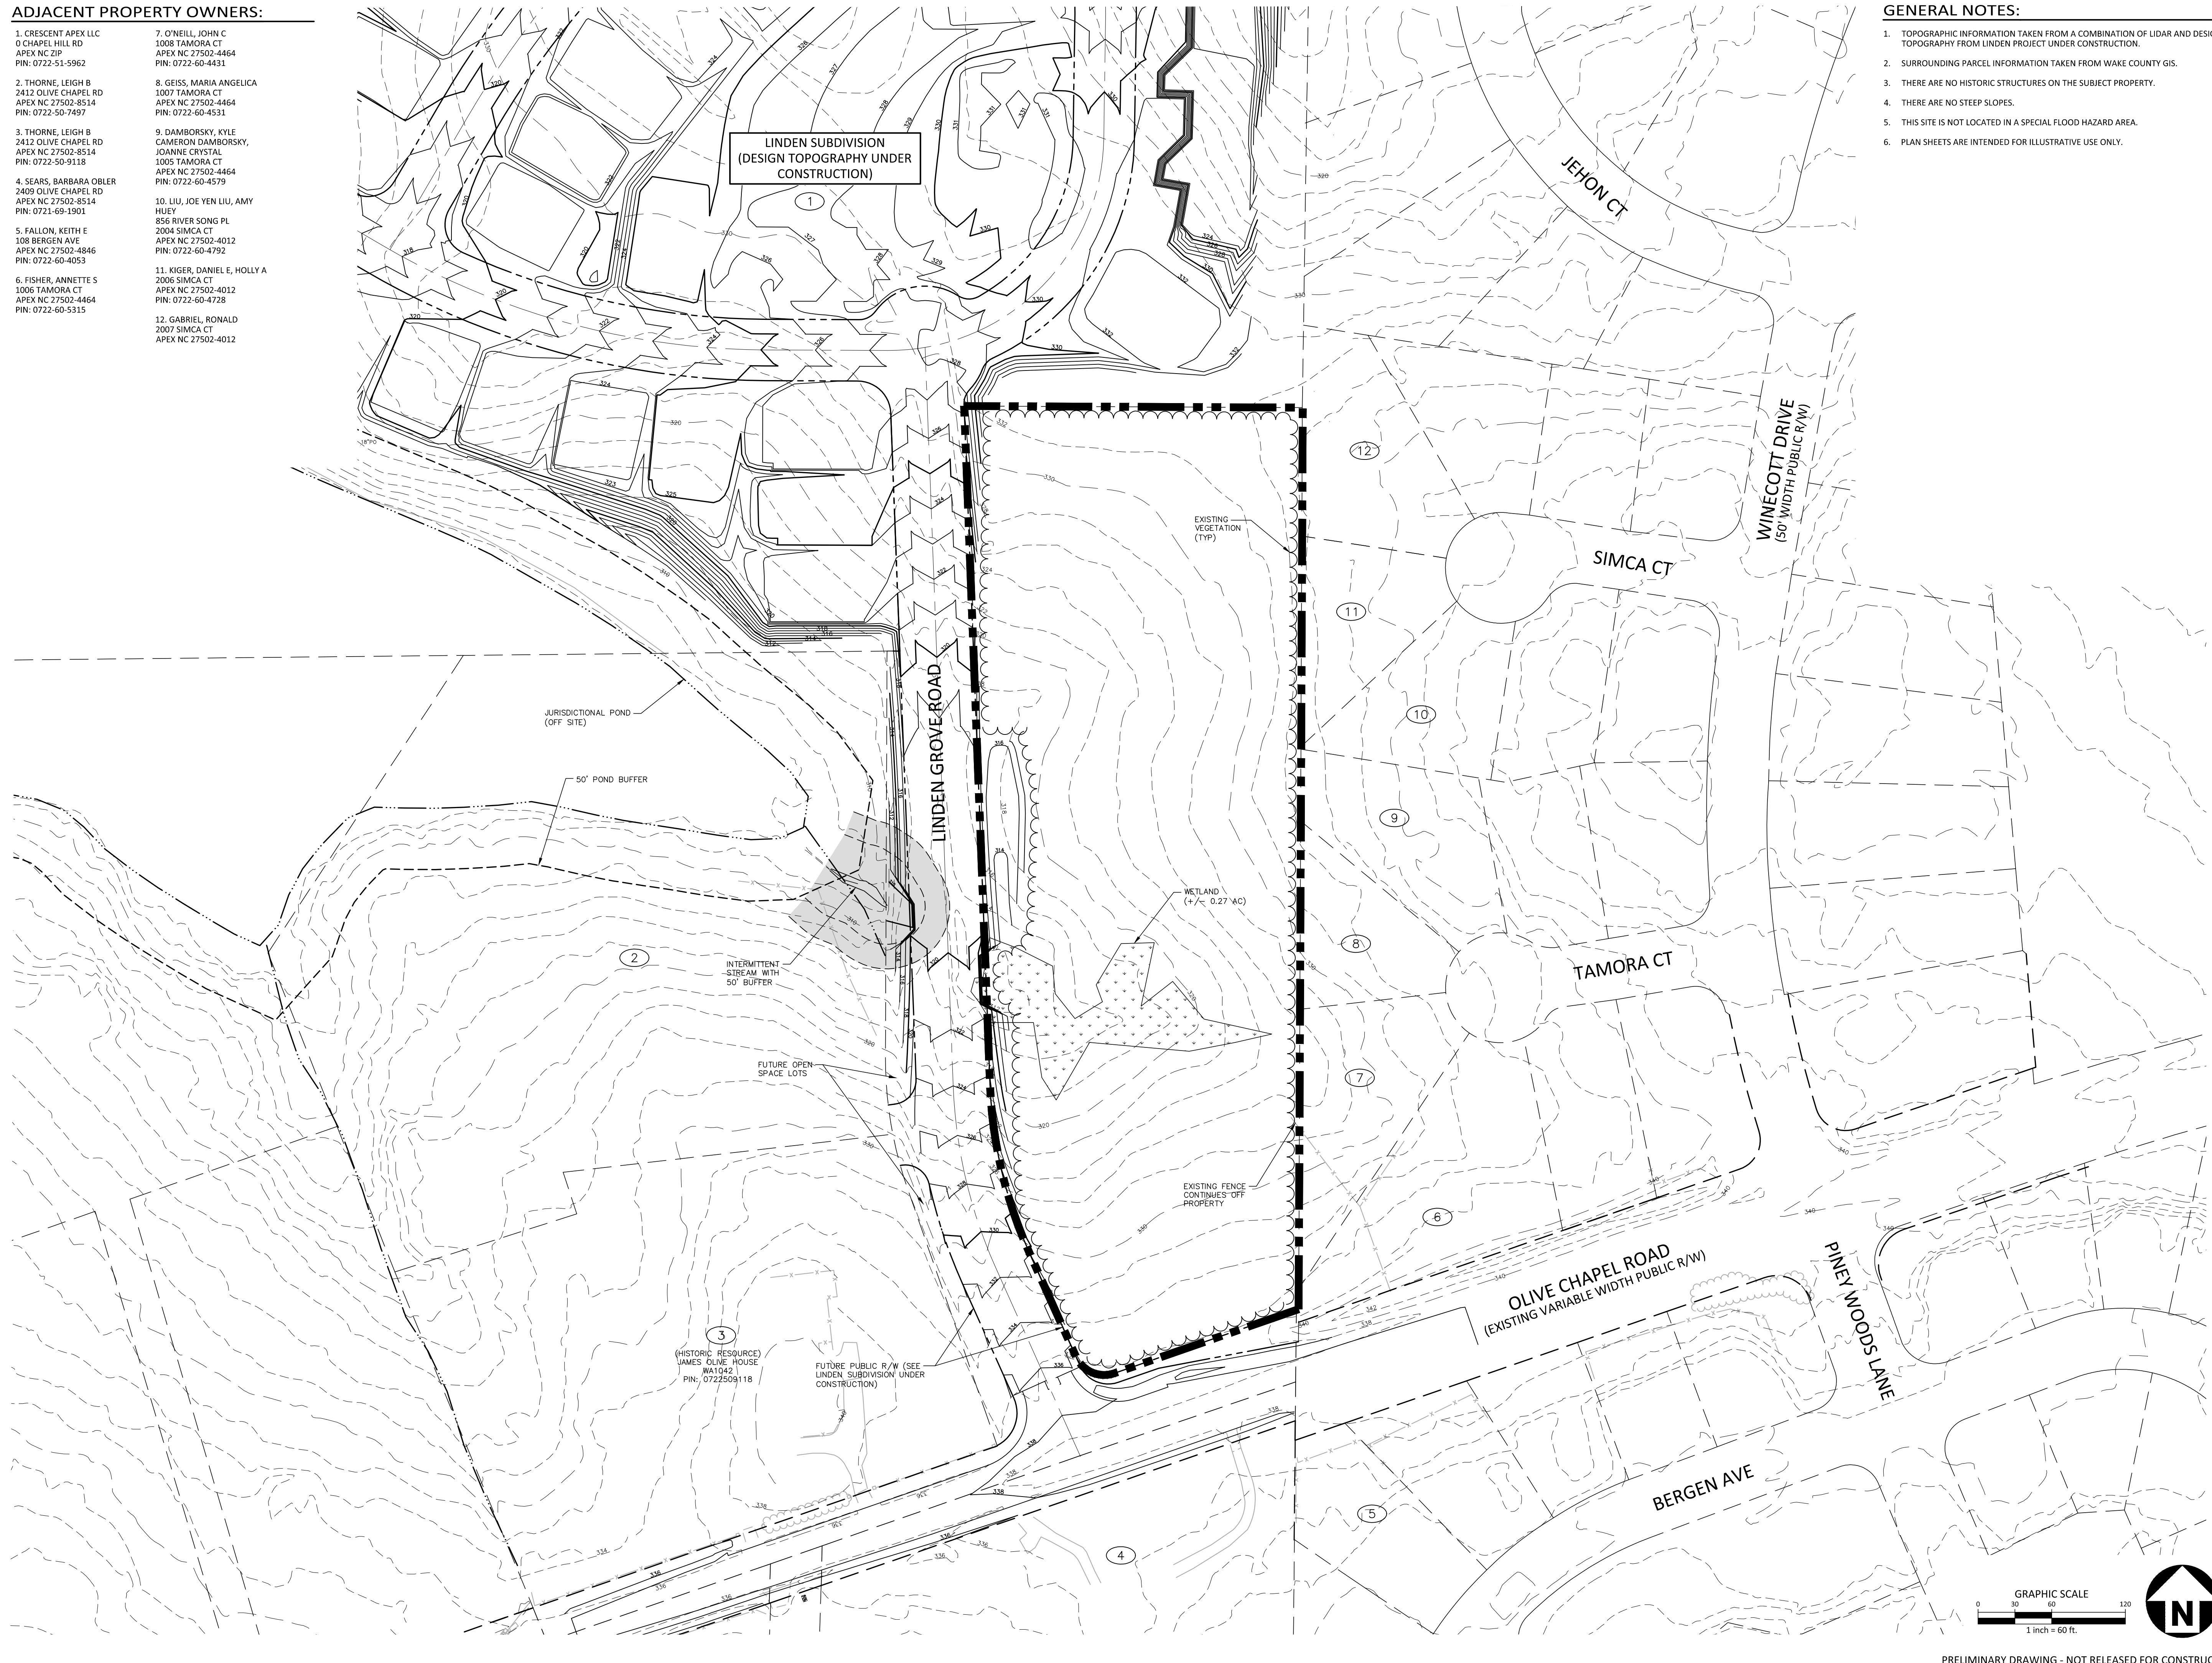 ADJACENT PROPERTY OWNERS:
1. CRESCENT APEX LLC
0 CHAPEL HILL RD
APEX NC ZIP
PIN: 0722-51-5962
2. THORNE, LEIGH B
2412 OLIVE CHAPEL RD
APEX NC 27502-8514
PIN: 0722-50-7497
3. THORNE, LEIGH B
2412 OLIVE CHAPEL RD
APEX NC 27502-8514
PIN: 0722-50-9118
4. SEARS, BARBARA OBLER
2409 OLIVE CHAPEL RD
APEX NC 27502-8514
PIN: 0721-69-1901
5. FALLON, KEITH E
108 BERGEN AVE
APEX NC 27502-4846
PIN: 0722-60-4053
6. FISHER, ANNETTE S
1006 TAMORA CT
APEX NC 27502-4464
PIN: 0722-60-5315
7. O'NEILL, JOHN C
1008 TAMORA CT
APEX NC 27502-4464
PIN: 0722-60-4431
8. GEISS, MARIA ANGELICA
1007 TAMORA CT
APEX NC 27502-4464
PIN: 0722-60-4531
9. DAMBORSKY, KYLE
CAMERON DAMBORSKY,
JOANNE CRYSTAL
1005 TAMORA CT
APEX NC 27502-4464
PIN: 0722-60-4579
10. LIU, JOE YEN LIU, AMY
HUEY
856 RIVER SONG PL
2004 SIMCA CT
APEX NC 27502-4012
PIN: 0722-60-4792
11. KIGER, DANIEL E, HOLLY A
2006 SIMCA CT
APEX NC 27502-4012
PIN: 0722-60-4728
12. GABRIEL, RONALD
2007 SIMCA CT
APEX NC 27502-4012
GENERAL NOTES:
1. TOPOGRAPHIC INFORMATION TAKEN FROM A COMBINATION OF LIDAR AND DESIG
TOPOGRAPHY FROM LINDEN PROJECT UNDER CONSTRUCTION.
2. SURROUNDING PARCEL INFORMATION TAKEN FROM WAKE COUNTY GIS.
3. THERE ARE NO HISTORIC STRUCTURES ON THE SUBJECT PROPERTY.
4. THERE ARE NO STEEP SLOPES.
5. THIS SITE IS NOT LOCATED IN A SPECIAL FLOOD HAZARD AREA.
6. PLAN SHEETS ARE INTENDED FOR ILLUSTRATIVE USE ONLY.
LINDEN SUBDIVISION
(DESIGN TOPOGRAPHY UNDER
CONSTRUCTION)
1
JEHON CT
WINECOTT DRIVE
(50' WIDTH PUBLIC R/W)
12
EXISTING
VEGETATION
(TYP)
SIMCA CT
11
LINDEN GROVE ROAD
JURISDICTIONAL POND
(OFF SITE)
10
50' POND BUFFER
9
WETLAND
(+/- 0.27 AC)
8
2
INTERMITTENT
STREAM WITH
50' BUFFER
TAMORA CT
FUTURE OPEN
SPACE LOTS
7
EXISTING FENCE
CONTINUES OFF
PROPERTY
6
OLIVE CHAPEL ROAD
(EXISTING VARIABLE WIDTH PUBLIC R/W)
PINEY WOODS LANE
3
(HISTORIC RESOURCE)
JAMES OLIVE HOUSE
WA1042
PIN: 0722509118
FUTURE PUBLIC R/W (SEE
LINDEN SUBDIVISION UNDER
CONSTRUCTION)
BERGEN AVE
5
4
GRAPHIC SCALE
0 30 60 120
1 inch = 60 ft.
N
PRELIMINARY DRAWING - NOT RELEASED FOR CONSTRUC